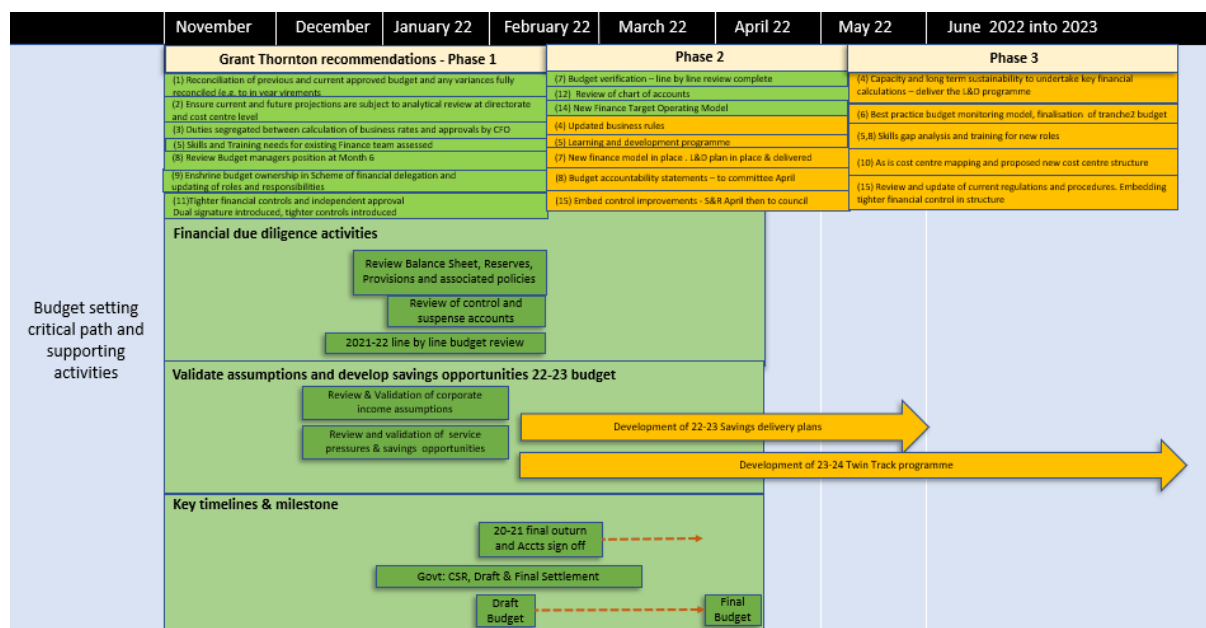 November
December
January 22
February 22
March 22
April 22
May 22
June 2022 into 2023
Budget setting
critical path and
supporting
activities
Grant Thornton recommendations - Phase 1
(1) Reconciliation of previous and current approved budget and any variances fully
reconciled (e.g. to in year virements
(2) Ensure current and future projections are subject to analytical review at directorate
and cost centre level
(3) Duties segregated between calculation of business rates and approvals by CFO
(5) Skills and Training needs for existing Finance team assessed
(8) Review Budget managers position at Month 6
(9) Enshrine budget ownership in Scheme of financial delegation and
updating of roles and responsibilities
(11)Tighter financial controls and independent approval
Dual signature introduced, tighter controls introduced
Phase 2
(7) Budget verification – line by line review complete
(12) Review of chart of accounts
(14) New Finance Target Operating Model
(4) Updated business rules
(5) Learning and development programme
(7) New finance model in place . L&D plan in place & delivered
(8) Budget accountability statements – to committee April
(15) Embed control improvements - S&R April then to council
Phase 3
(4) Capacity and long term sustainability to undertake key financial
calculations – deliver the L&D programme
(6) Best practice budget monitoring model, finalisation of tranche2 budget
(5,8) Skills gap analysis and training for new roles
(10) As is cost centre mapping and proposed new cost centre structure
(15) Review and update of current regulations and procedures. Embedding
tighter financial control in structure
Financial due diligence activities
Review Balance Sheet, Reserves,
Provisions and associated policies
Review of control and
suspense accounts
2021-22 line by line budget review
Validate assumptions and develop savings opportunities 22-23 budget
Review & Validation of corporate
income assumptions
Review and validation of service
pressures & savings opportunities
Development of 22-23 Savings delivery plans
Development of 23-24 Twin Track programme
Key timelines & milestone
20-21 final outurn
and Accts sign off
Govt: CSR, Draft & Final Settlement
Draft
Budget
Final
Budget